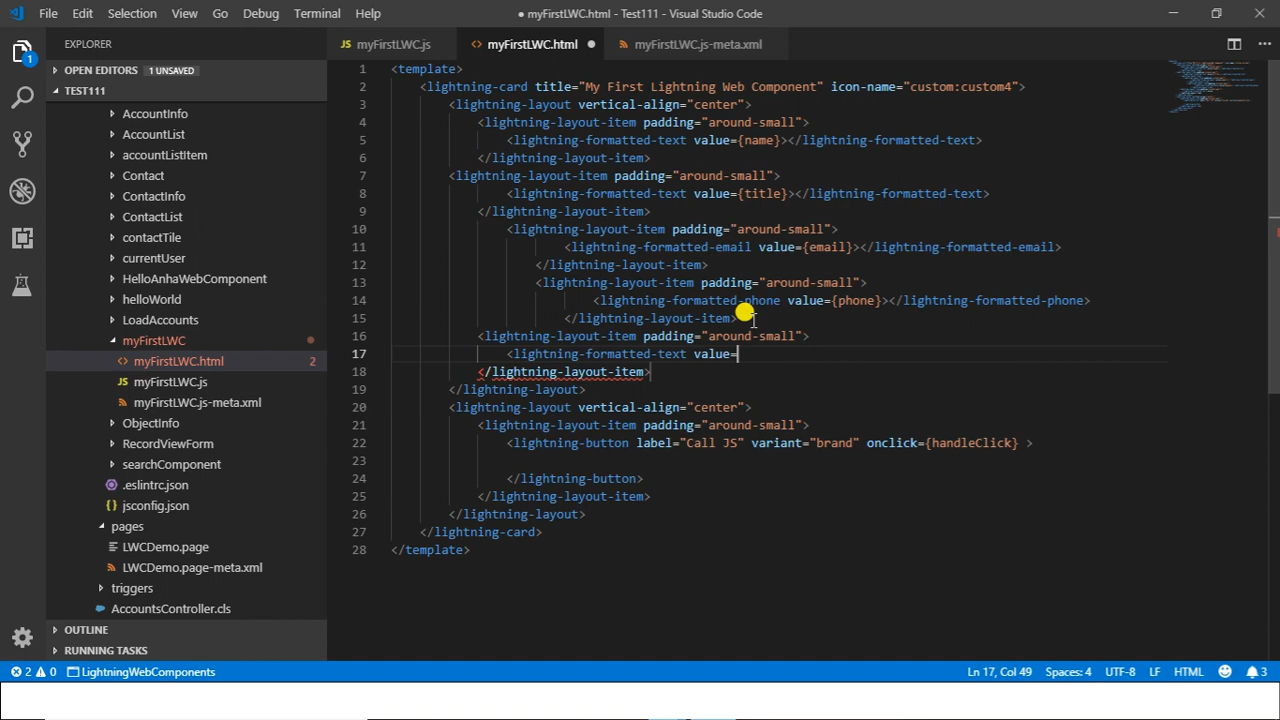 File Edit Selection View Go Debug Terminal Help
● myFirstLWC.html - Test111 - Visual Studio Code
EXPLORER
JS myFirstLWC.js
<> myFirstLWC.html ●
myFirstLWC.js-meta.xml
OPEN EDITORS 1 UNSAVED
TEST111
AccountInfo
AccountList
accountListItem
Contact
ContactInfo
ContactList
contactTile
currentUser
HelloAnhaWebComponent
helloWorld
LoadAccounts
myFirstLWC
<> myFirstLWC.html 2
JS myFirstLWC.js
myFirstLWC.js-meta.xml
ObjectInfo
RecordViewForm
searchComponent
.eslintrc.json
{} jsconfig.json
pages
LWCDemo.page
LWCDemo.page-meta.xml
triggers
AccountsController.cls
OUTLINE
RUNNING TASKS
1
1 <template>
2 <lightning-card title="My First Lightning Web Component" icon-name="custom:custom4">
3 <lightning-layout vertical-align="center">
4 <lightning-layout-item padding="around-small">
5 <lightning-formatted-text value={name}></lightning-formatted-text>
6 </lightning-layout-item>
7 <lightning-layout-item padding="around-small">
8 <lightning-formatted-text value={title}></lightning-formatted-text>
9 </lightning-layout-item>
10 <lightning-layout-item padding="around-small">
11 <lightning-formatted-email value={email}></lightning-formatted-email>
12 </lightning-layout-item>
13 <lightning-layout-item padding="around-small">
14 <lightning-formatted-phone value={phone}></lightning-formatted-phone>
15 </lightning-layout-item>
16 <lightning-layout-item padding="around-small">
17 <lightning-formatted-text value=
18 </lightning-layout-item>
19 </lightning-layout>
20 <lightning-layout vertical-align="center">
21 <lightning-layout-item padding="around-small">
22 <lightning-button label="Call JS" variant="brand" onclick={handleClick} >
23
24 </lightning-button>
25 </lightning-layout-item>
26 </lightning-layout>
27 </lightning-card>
28 </template>
2 0 LightningWebComponents
Ln 17, Col 49 Spaces: 4 UTF-8 LF HTML 3